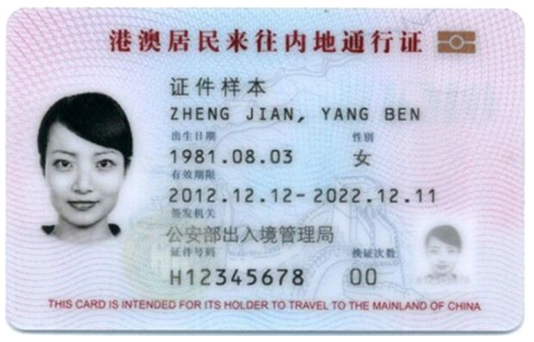 港澳居民来往内地通行证
证件样本
ZHENG JIAN, YANG BEN
出生日期 性别
1981.08.03 女
有效期限
2012.12.12-2022.12.11
签发机关
公安部出入境管理局
证件号码 换证次数
H12345678 00
THIS CARD IS INTENDED FOR ITS HOLDER TO TRAVEL TO THE MAINLAND OF CHINA